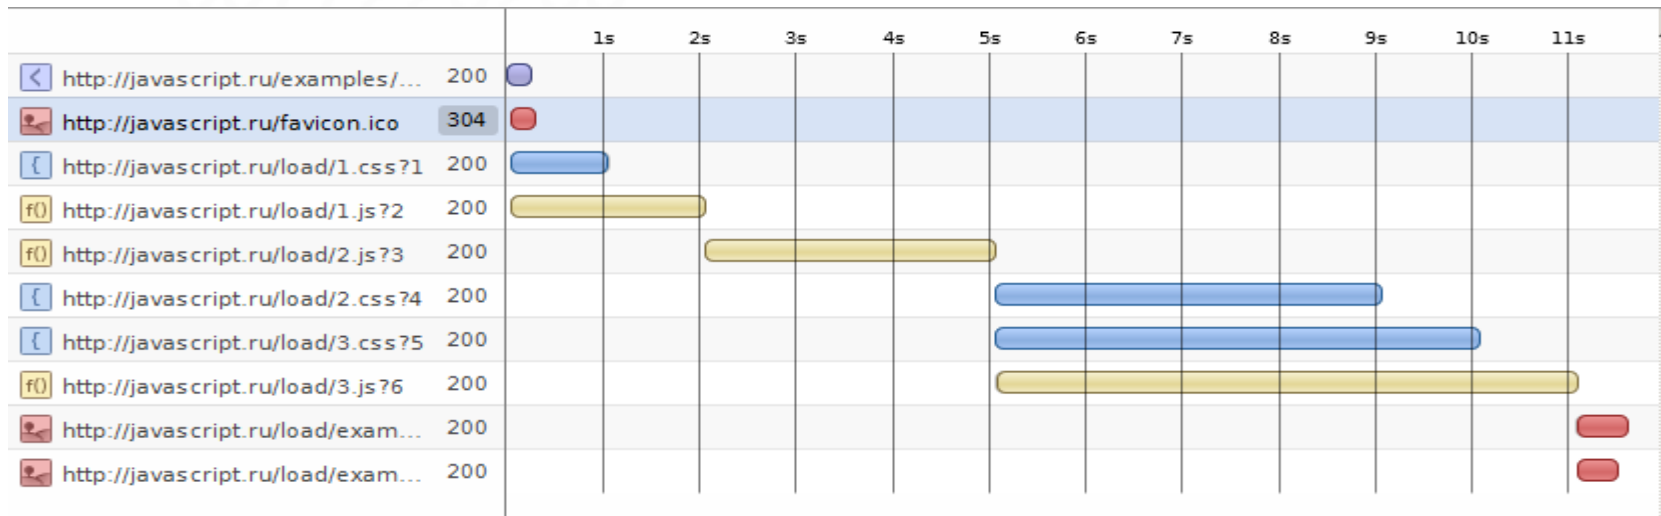 1s 2s 3s 4s 5s 6s 7s 8s 9s 10s 11s
< http://javascript.ru/examples/... 200
http://javascript.ru/favicon.ico 304
{ http://javascript.ru/load/1.css?1 200
f() http://javascript.ru/load/1.js?2 200
f() http://javascript.ru/load/2.js?3 200
{ http://javascript.ru/load/2.css?4 200
{ http://javascript.ru/load/3.css?5 200
f() http://javascript.ru/load/3.js?6 200
http://javascript.ru/load/exam... 200
http://javascript.ru/load/exam... 200